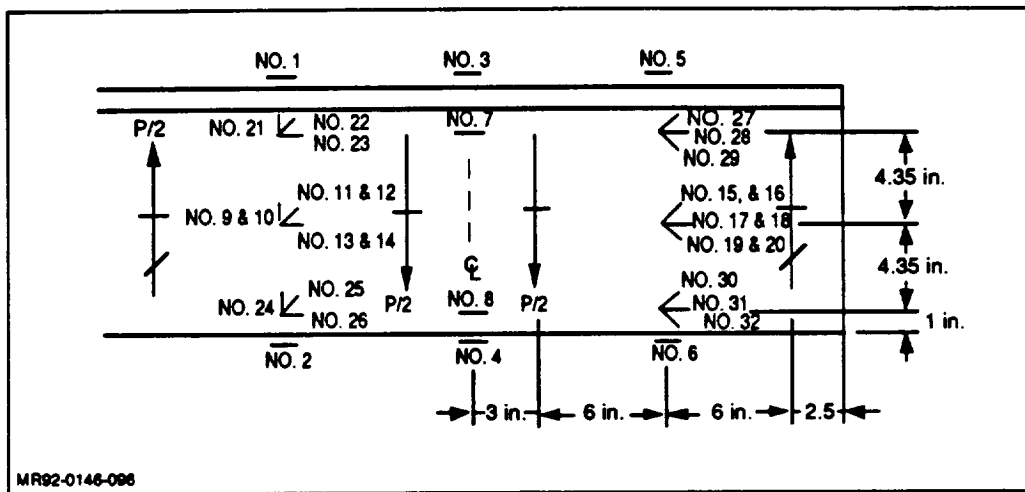 NO. 1
NO. 3
NO. 5
P/2
NO. 21
NO. 22
NO. 23
NO. 7
NO. 27
NO. 28
NO. 29
4.35 in.
NO. 11 & 12
NO. 9 & 10
NO. 13 & 14
NO. 15, & 16
NO. 17 & 18
NO. 19 & 20
4.35 in.
℄
NO. 25
NO. 24
NO. 26
P/2
NO. 8
P/2
NO. 30
NO. 31
NO. 32
1 in.
NO. 2
NO. 4
NO. 6
3 in.
6 in.
6 in.
2.5
MR92-0146-096